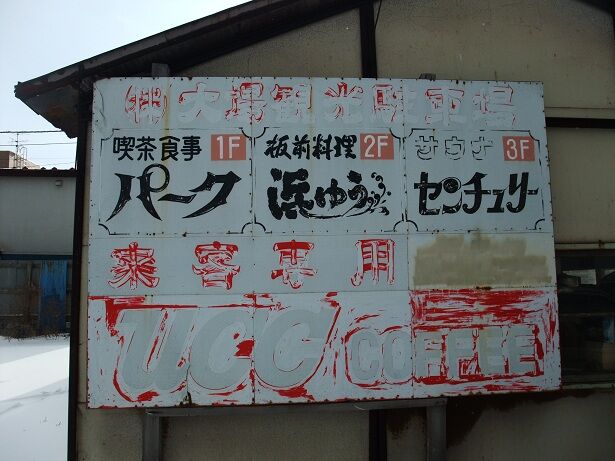 ㈱大陽観光駐車場
喫茶食事 1F
パーク
板前料理 2F
浜ゆう
サウナ 3F
センチュリー
来客専用
UCC COFFEE